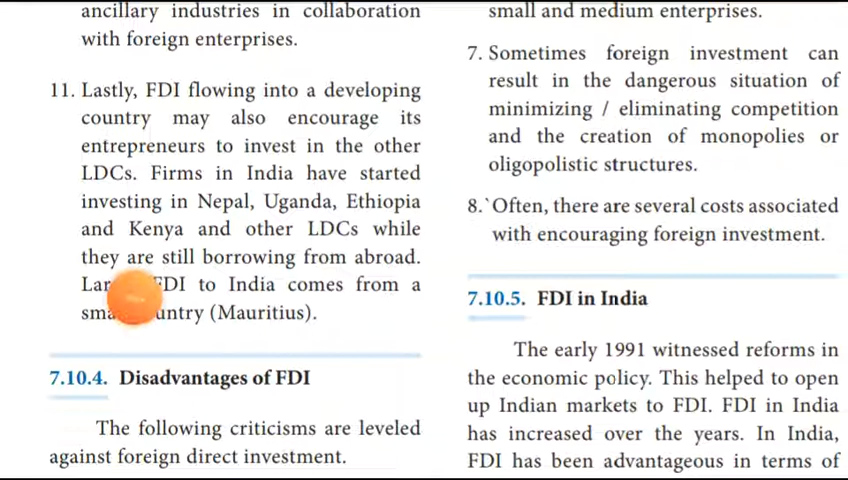 ancillary industries in collaboration
with foreign enterprises.
11. Lastly, FDI flowing into a developing
country may also encourage its
entrepreneurs to invest in the other
LDCs. Firms in India have started
investing in Nepal, Uganda, Ethiopia
and Kenya and other LDCs while
they are still borrowing from abroad.
FDI to India comes from a
(Mauritius).
7.10.4. Disadvantages of FDI
The following criticisms are leveled
against foreign direct investment.
small and medium enterprises.
7. Sometimes foreign investment can
result in the dangerous situation of
minimizing / eliminating competition
and the creation of monopolies or
oligopolistic structures.
8.`Often, there are several costs associated
with encouraging foreign investment.
7.10.5. FDI in India
The early 1991 witnessed reforms in
the economic policy. This helped to open
up Indian markets to FDI. FDI in India
has increased over the years. In India,
FDI has been advantageous in terms of